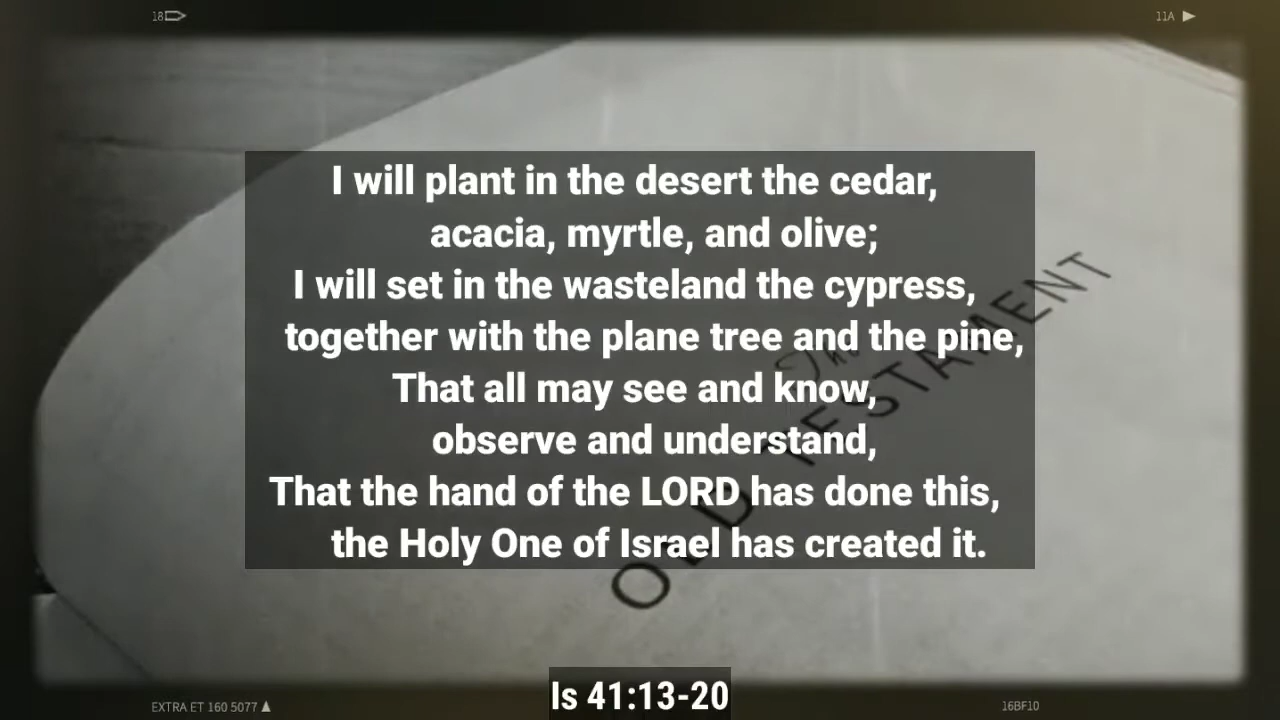 18
11A
I will plant in the desert the cedar,
acacia, myrtle, and olive;
I will set in the wasteland the cypress,
together with the plane tree and the pine,
That all may see and know,
observe and understand,
That the hand of the LORD has done this,
the Holy One of Israel has created it.
The
OLD TESTAMENT
Is 41:13-20
EXTRA ET 160 5077
16BF10